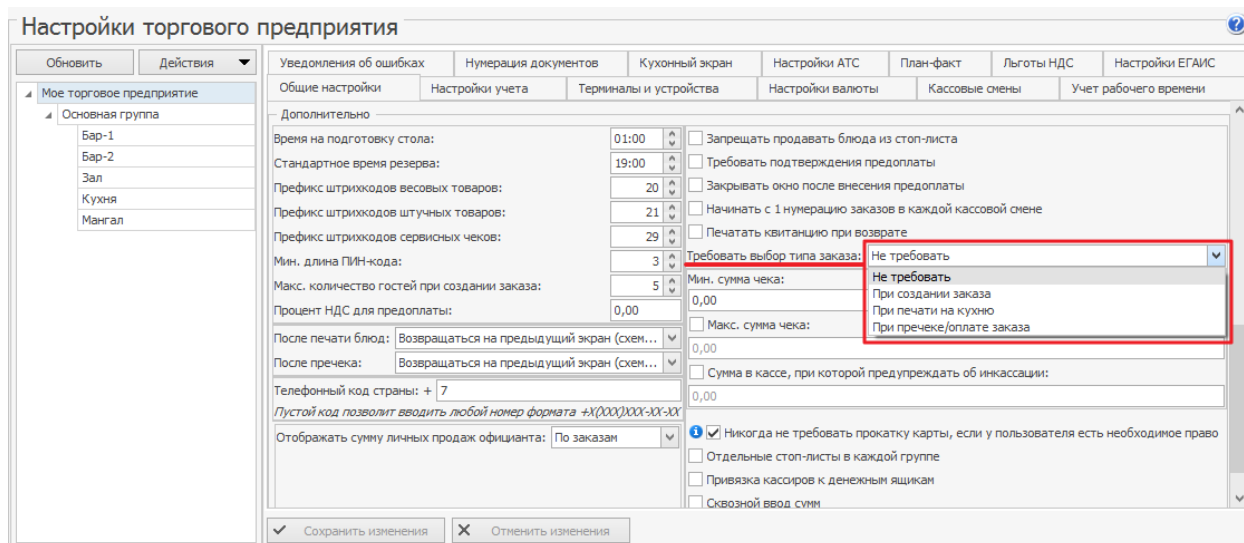 Настройки торгового предприятия
Обновить
Действия
Мое торговое предприятие
Основная группа
Бар-1
Бар-2
Зал
Кухня
Мангал
Уведомления об ошибках
Нумерация документов
Кухонный экран
Настройки АТС
План-факт
Льготы НДС
Настройки ЕГАИС
Общие настройки
Настройки учета
Терминалы и устройства
Настройки валюты
Кассовые смены
Учет рабочего времени
Дополнительно
Время на подготовку стола: 01:00
Стандартное время резерва: 19:00
Префикс штрихкодов весовых товаров: 20
Префикс штрихкодов штучных товаров: 21
Префикс штрихкодов сервисных чеков: 29
Мин. длина ПИН-кода: 3
Макс. количество гостей при создании заказа: 5
Процент НДС для предоплаты: 0,00
После печати блюд: Возвращаться на предыдущий экран (схем...
После пречека: Возвращаться на предыдущий экран (схем...
Телефонный код страны: + 7
Пустой код позволит вводить любой номер формата +X(XXX)XXX-XX-XX
Отображать сумму личных продаж официанта: По заказам
Запрещать продавать блюда из стоп-листа
Требовать подтверждения предоплаты
Закрывать окно после внесения предоплаты
Начинать с 1 нумерацию заказов в каждой кассовой смене
Печатать квитанцию при возврате
Требовать выбор типа заказа: Не требовать
Не требовать
При создании заказа
При печати на кухню
При пречеке/оплате заказа
Мин. сумма чека:
0,00
Макс. сумма чека:
0,00
Сумма в кассе, при которой предупреждать об инкассации:
0,00
Никогда не требовать прокатку карты, если у пользователя есть необходимое право
Отдельные стоп-листы в каждой группе
Привязка кассиров к денежным ящикам
Сквозной ввод сумм
Сохранить изменения
Отменить изменения